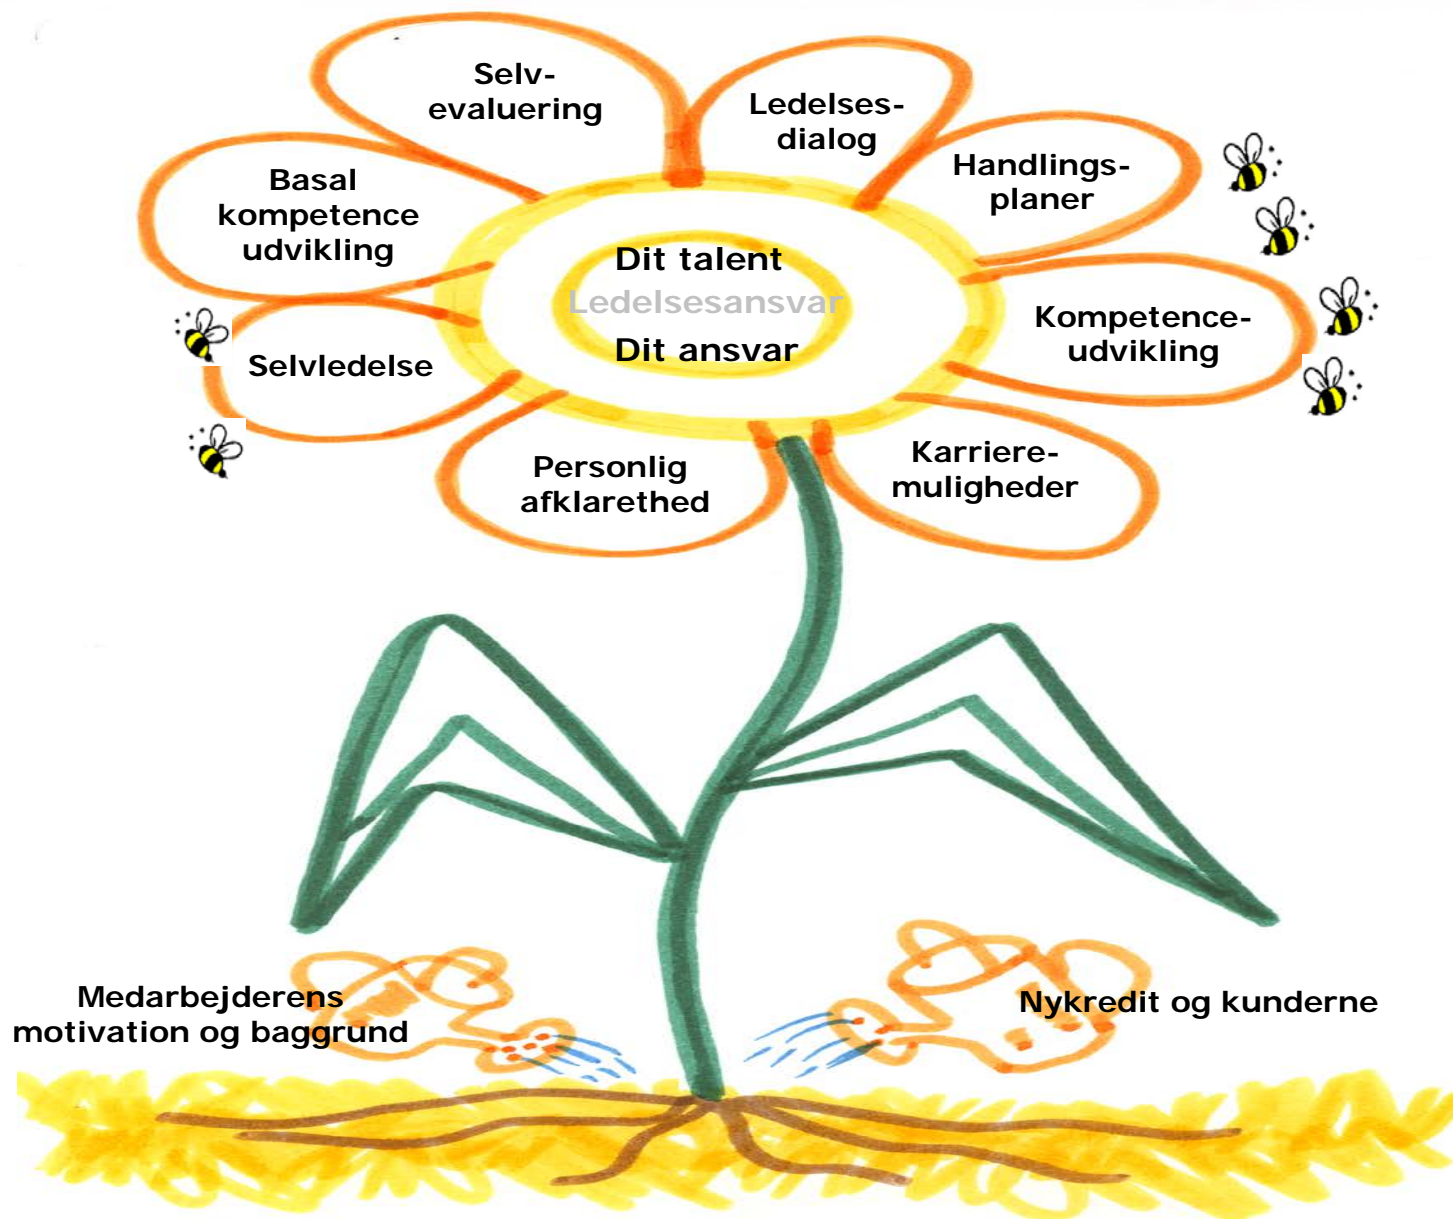 Selv-
evaluering
Ledelses-
dialog
Handlings-
planer
Basal
kompetence
udvikling
Dit talent
Ledelsesansvar
Dit ansvar
Kompetence-
udvikling
Selvledelse
Personlig
afklarethed
Karriere-
muligheder
Medarbejderens
motivation og baggrund
Nykredit og kunderne